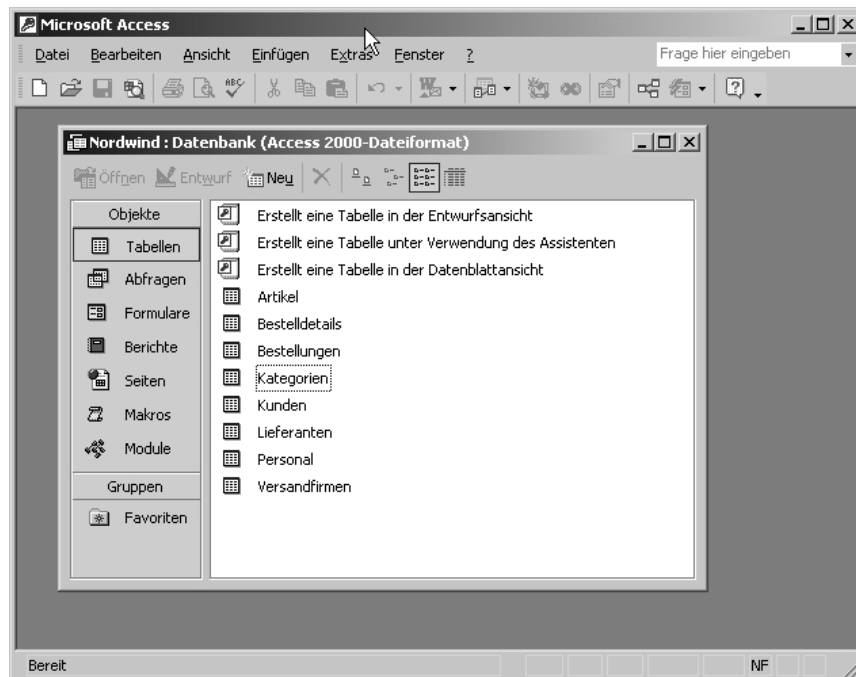 Microsoft Access
Datei Bearbeiten Ansicht Einfügen Extras Fenster ? Frage hier eingeben
ABC
Nordwind : Datenbank (Access 2000-Dateiformat)
Öffnen Entwurf Neu
Objekte
Tabellen
Abfragen
Formulare
Berichte
Seiten
Makros
Module
Gruppen
Favoriten
Erstellt eine Tabelle in der Entwurfsansicht
Erstellt eine Tabelle unter Verwendung des Assistenten
Erstellt eine Tabelle in der Datenblattansicht
Artikel
Bestelldetails
Bestellungen
Kategorien
Kunden
Lieferanten
Personal
Versandfirmen
Bereit NF